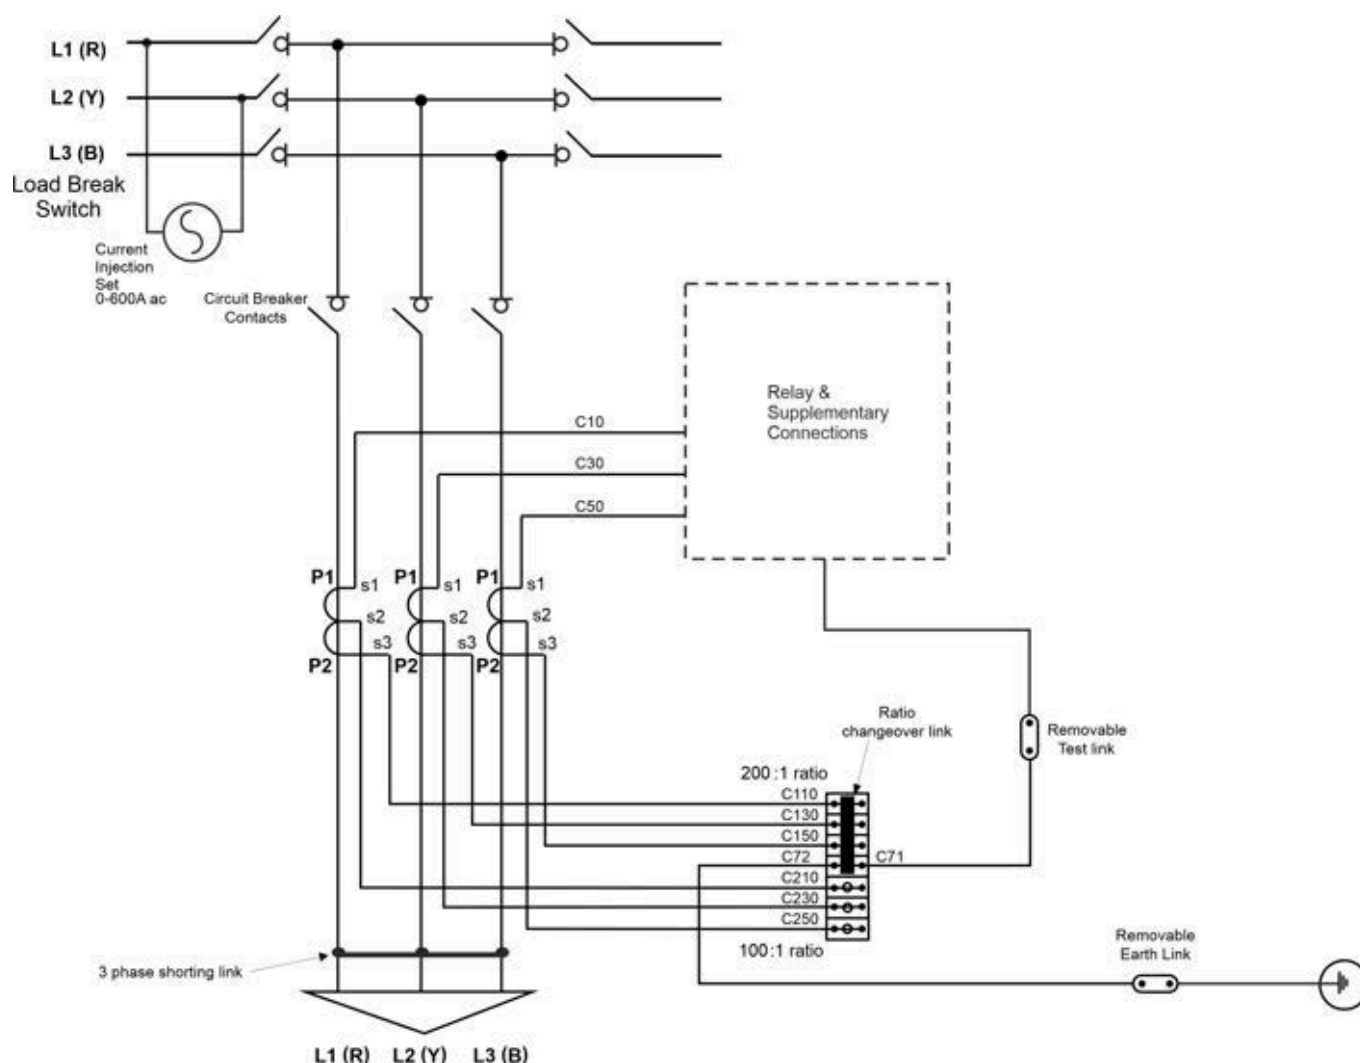 L1 (R)
L2 (Y)
L3 (B)
Load Break
Switch
Current
Injection
Set
0-600A ac
Circuit Breaker
Contacts
Relay &
Supplementary
Connections
C10
C30
C50
P1
s1
P1
s1
P1
s1
s2
s2
s2
s3
s3
s3
P2
P2
P2
Ratio
changeover link
Removable
Test link
200:1 ratio
C110
C130
C150
C72
C71
C210
C230
C250
100:1 ratio
Removable
Earth Link
3 phase shorting link
L1 (R)
L2 (Y)
L3 (B)